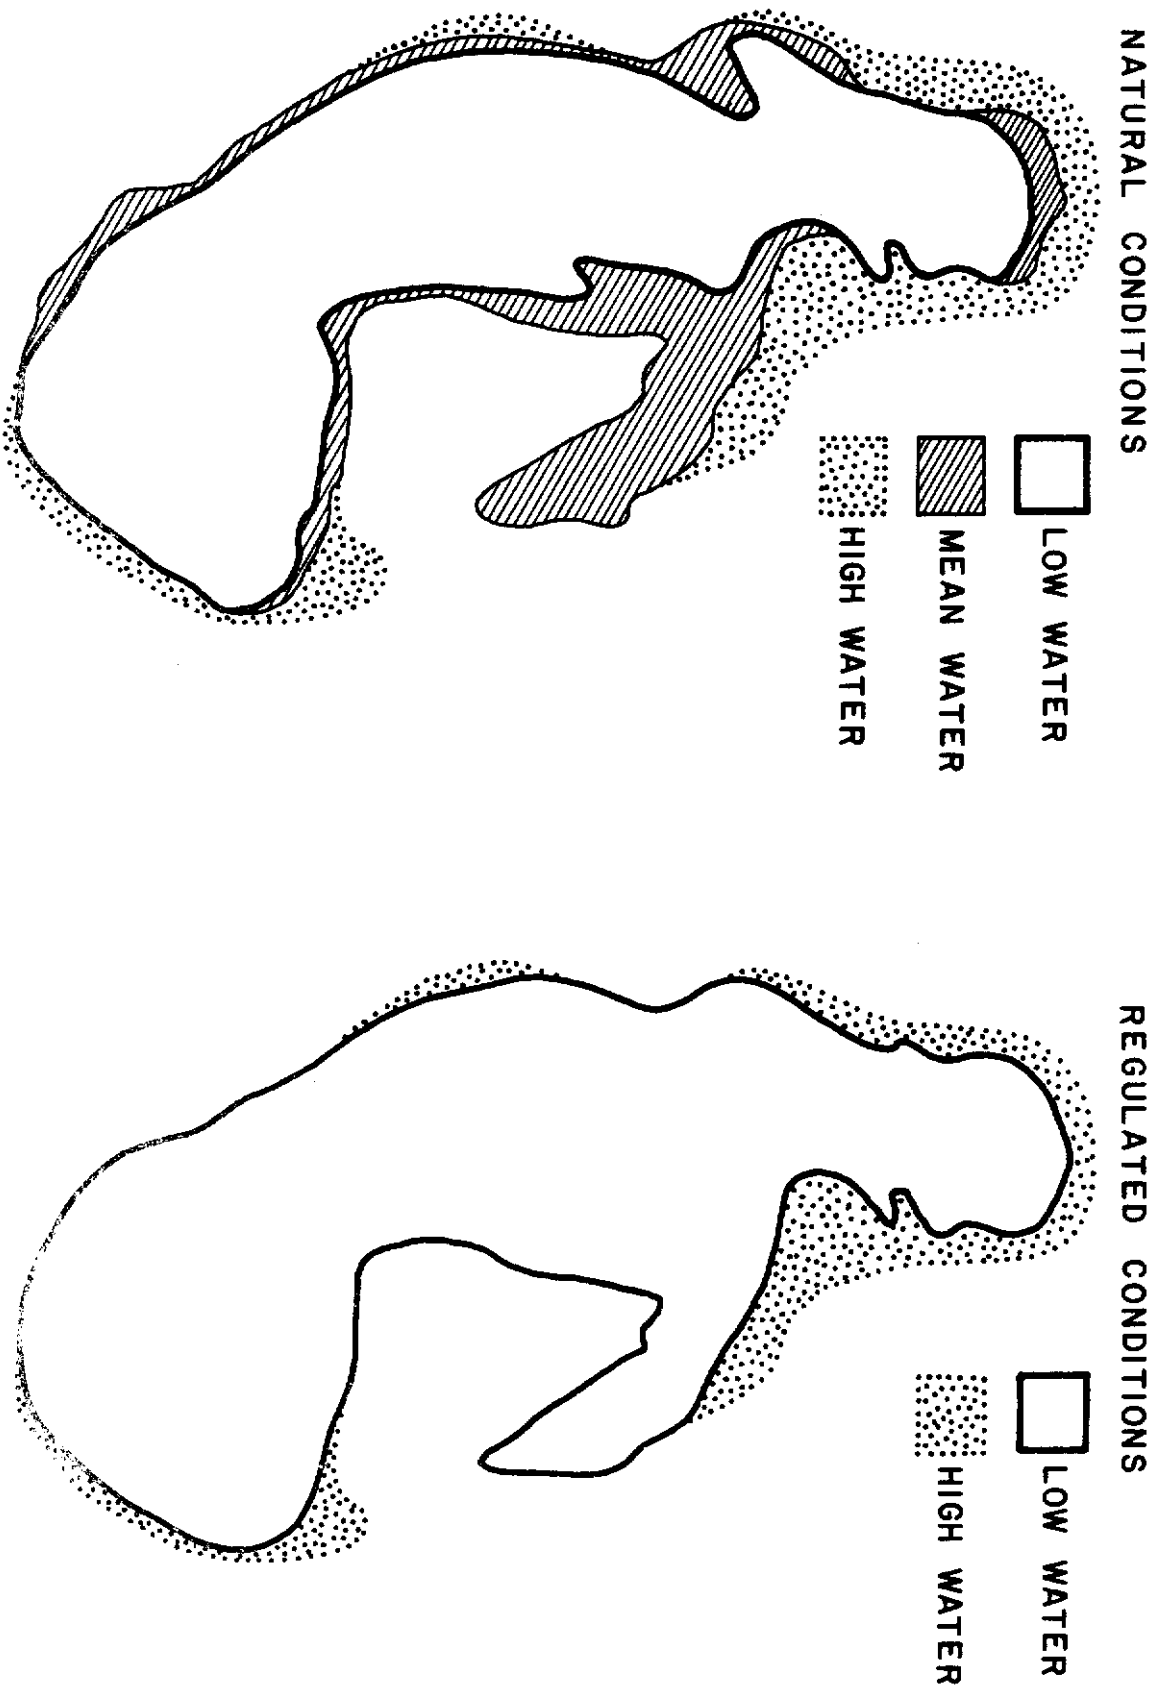 NATURAL CONDITIONS
LOW WATER
MEAN WATER
HIGH WATER
REGULATED CONDITIONS
LOW WATER
HIGH WATER